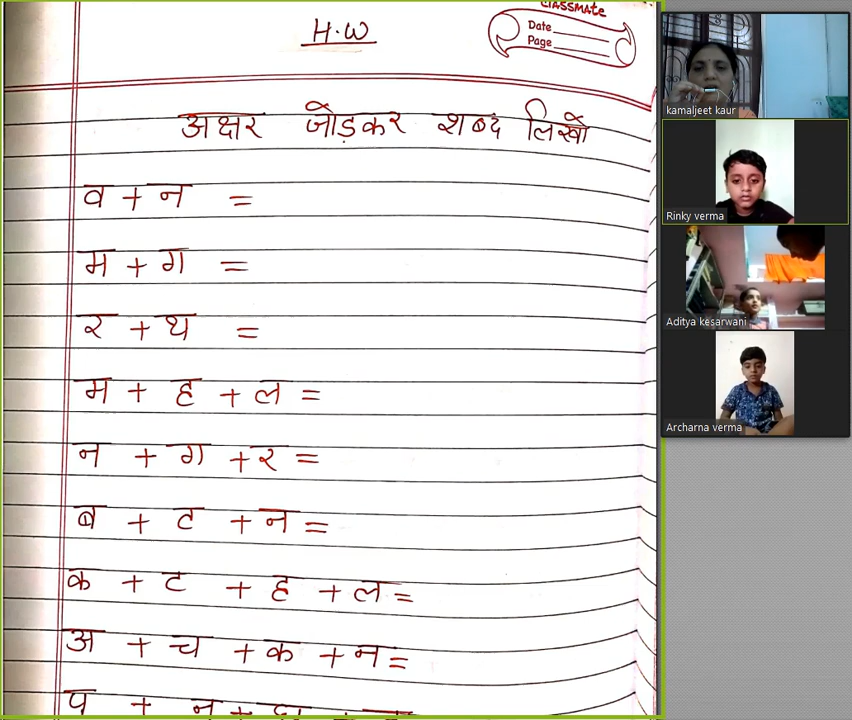 H.W
CLASSMATE
Date
Page
अक्षर जोड़कर शब्द लिखो
व + न =
म + ग =
र + थ =
म + ह + ल =
न + ग + र =
ब + ट + न =
क + ट + ह + ल =
अ + च + क + न =
प + न +
kamaljeet kaur
Rinky verma
Aditya kesarwani
Archarna verma